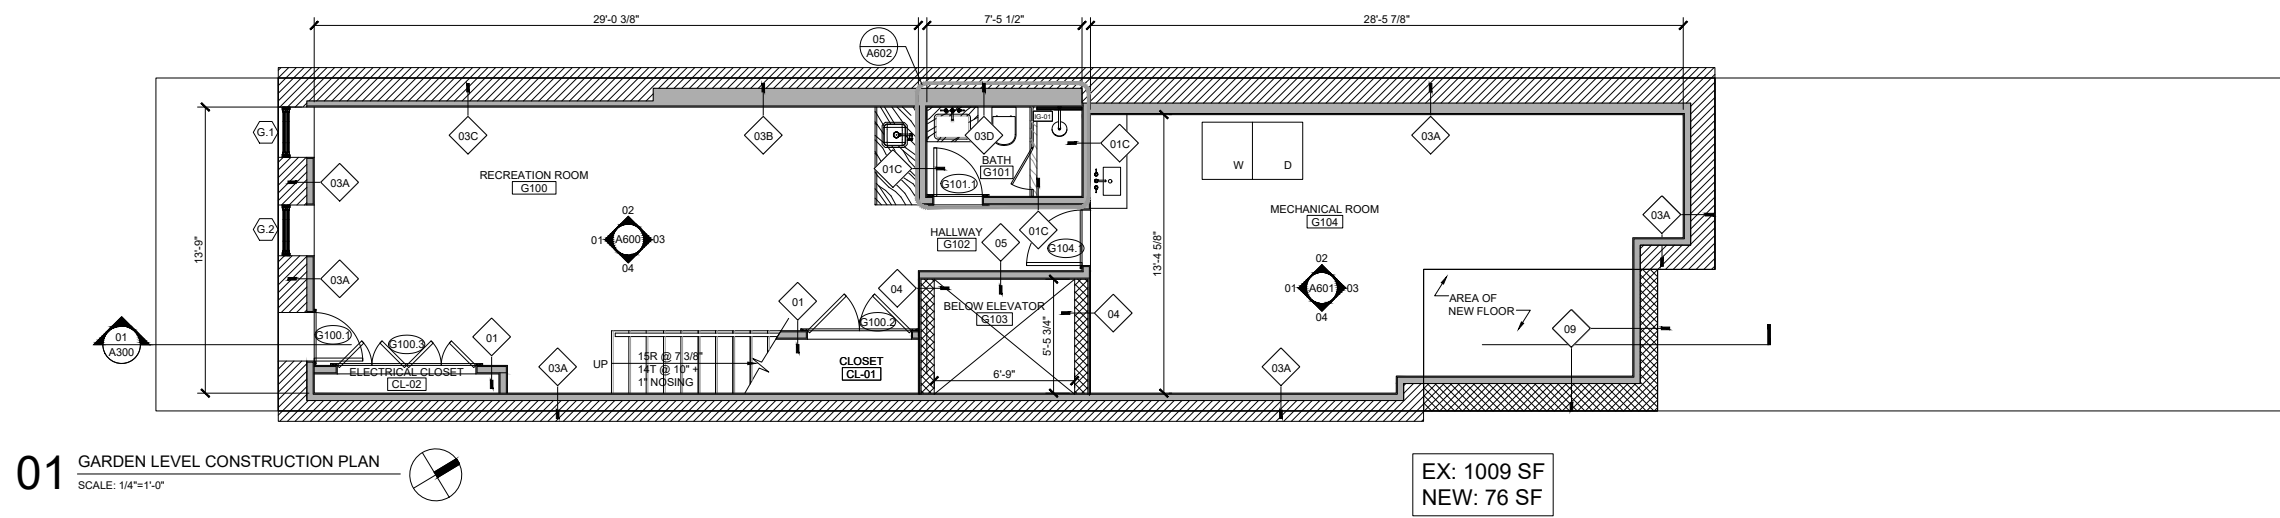 29'-0 3/8"
7'-5 1/2"
28'-5 7/8"
05
A602
G.1
03C
03B
03D
IG-01
03A
01C
W
D
BATH
G101
01C
G101.1
RECREATION ROOM
G100
03A
13'-9"
G.2
02
01
A600
03
04
HALLWAY
G102
05
01C
G104.1
MECHANICAL ROOM
G104
03A
13'-4 5/8"
02
01
A601
03
04
03A
04
BELOW ELEVATOR
G103
04
AREA OF
NEW FLOOR
01
G100.2
09
01
A300
G100.1
G100.3
01
5'-5 3/4"
UP
15R @ 7 3/8"
14T @ 10" +
1" NOSING
CLOSET
CL-01
ELECTRICAL CLOSET
CL-02
03A
6'-9"
03A
01
GARDEN LEVEL CONSTRUCTION PLAN
SCALE: 1/4"=1'-0"
EX: 1009 SF
NEW: 76 SF